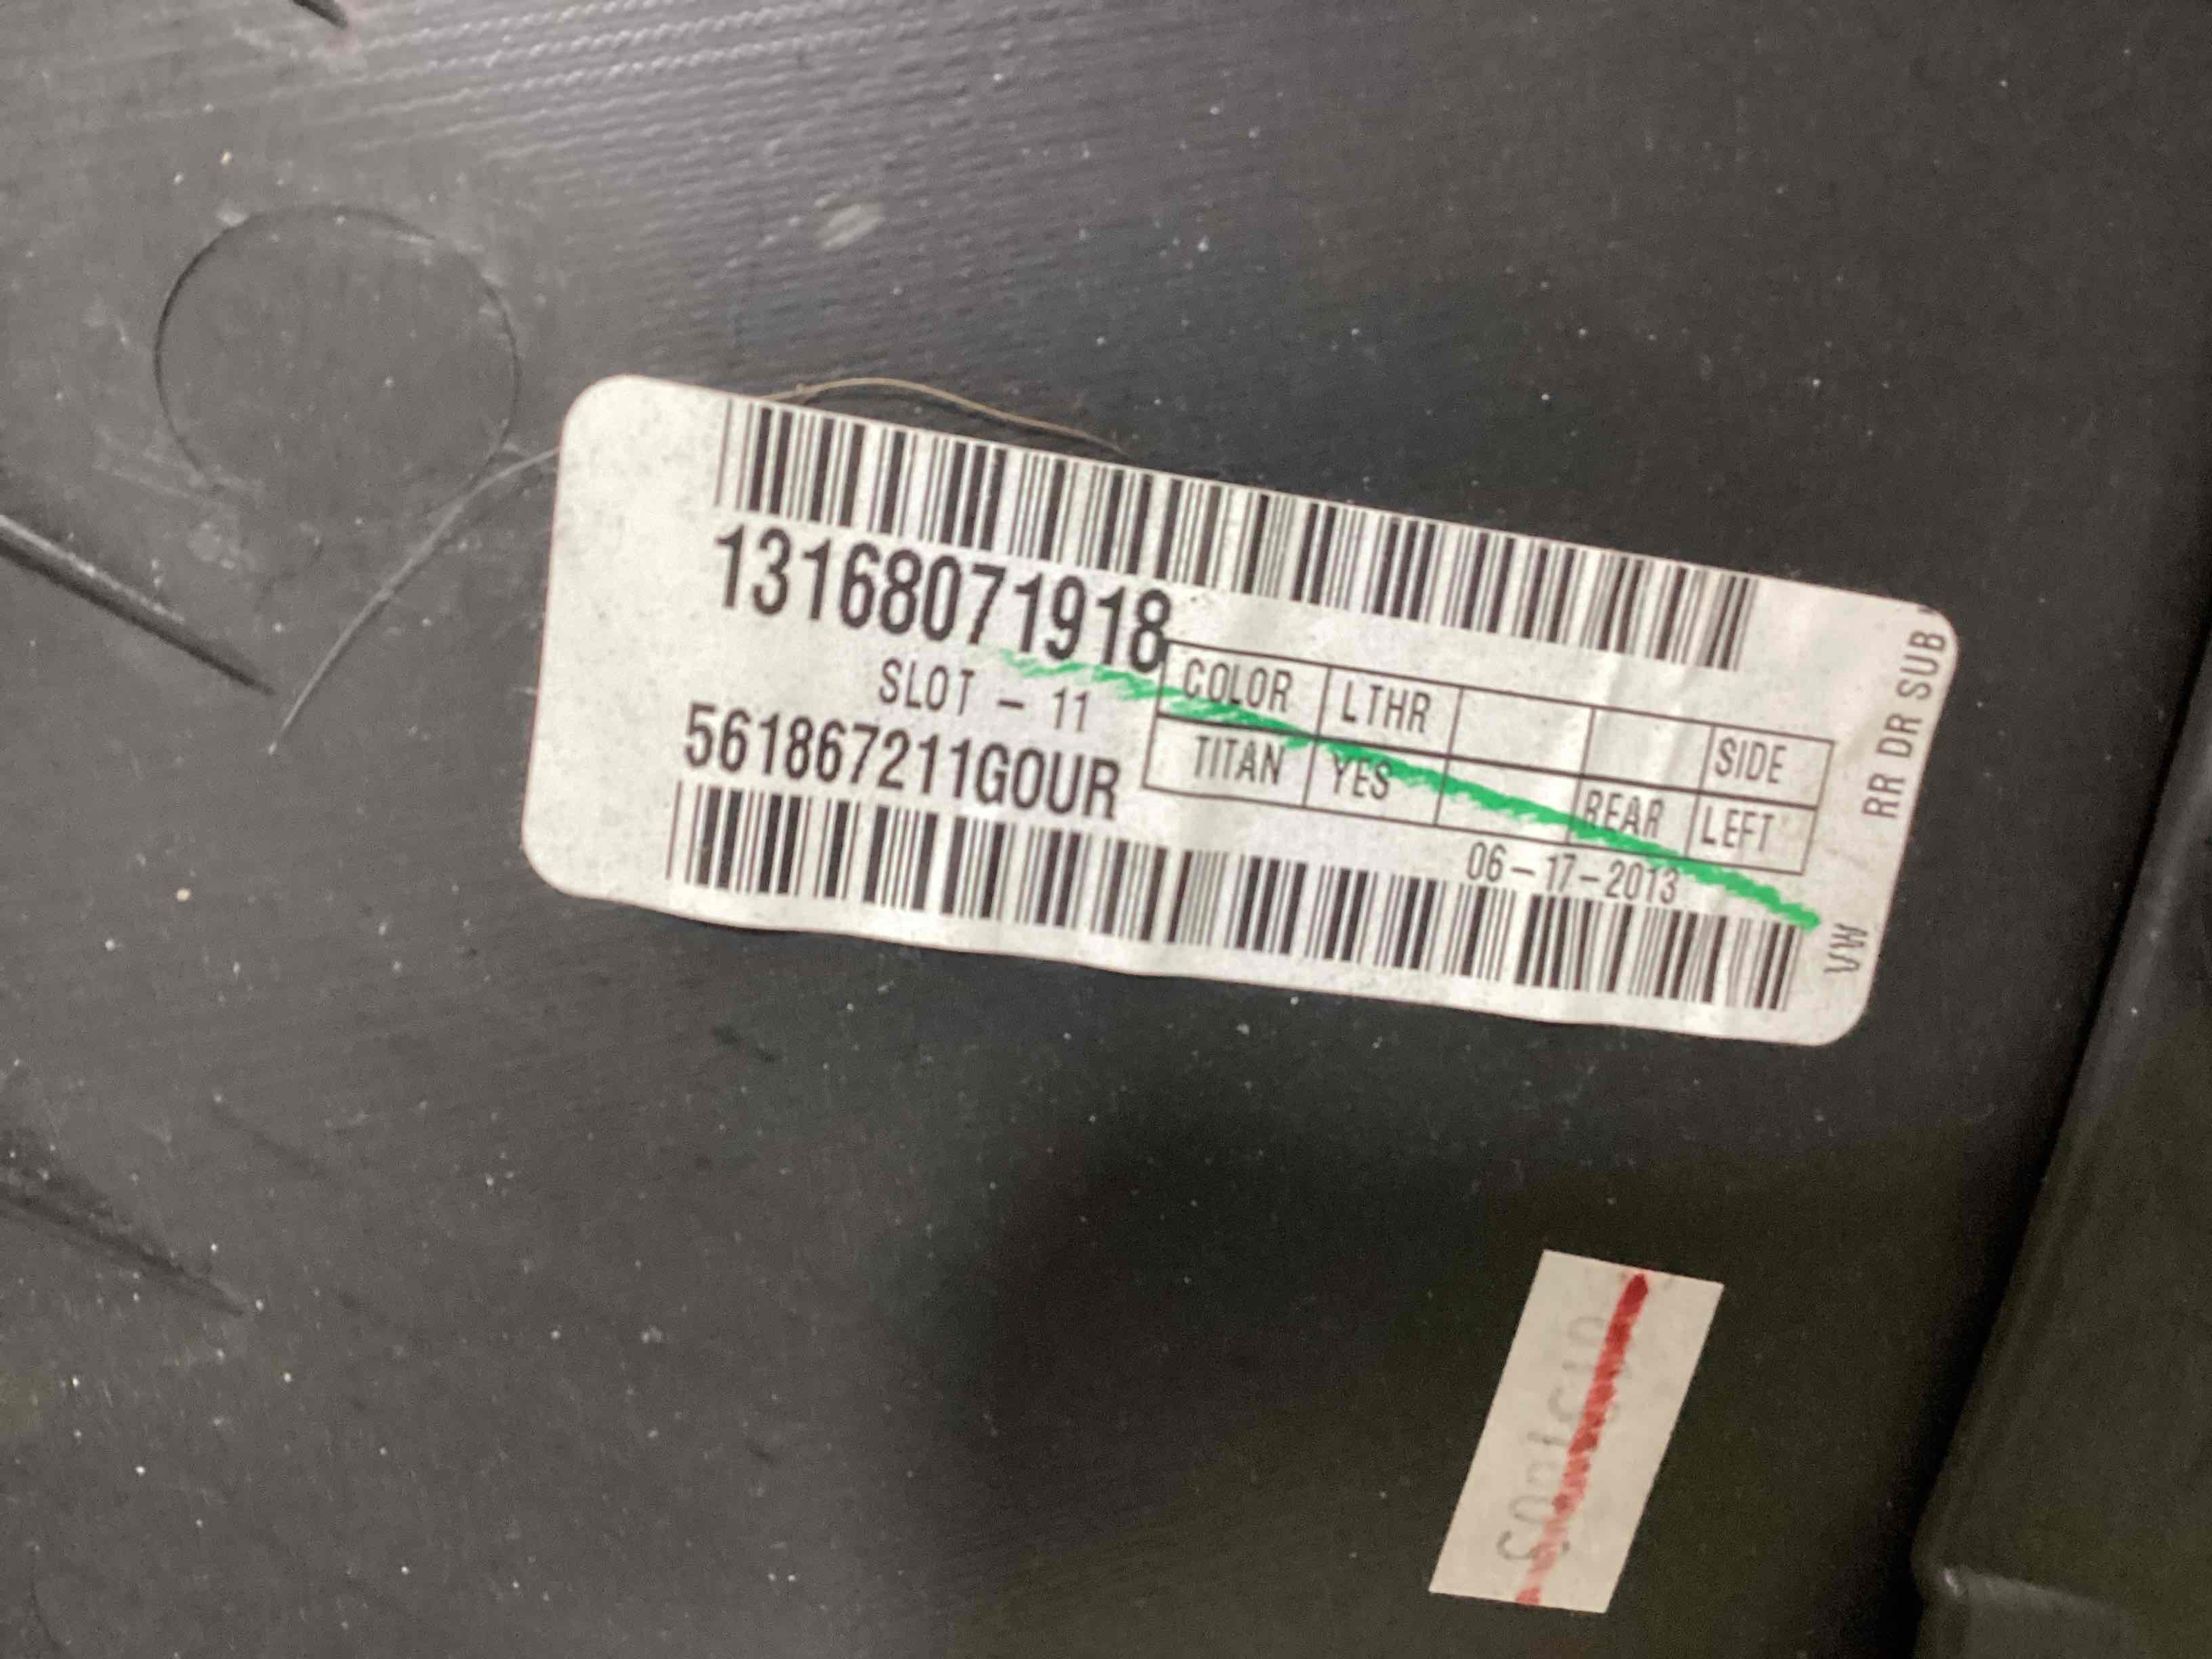 13168071918
SLOT - 11
561867211GOUR
COLOR LTHR SIDE
TITAN YES REAR LEFT
06-17-2013
RR DR SUB
VW